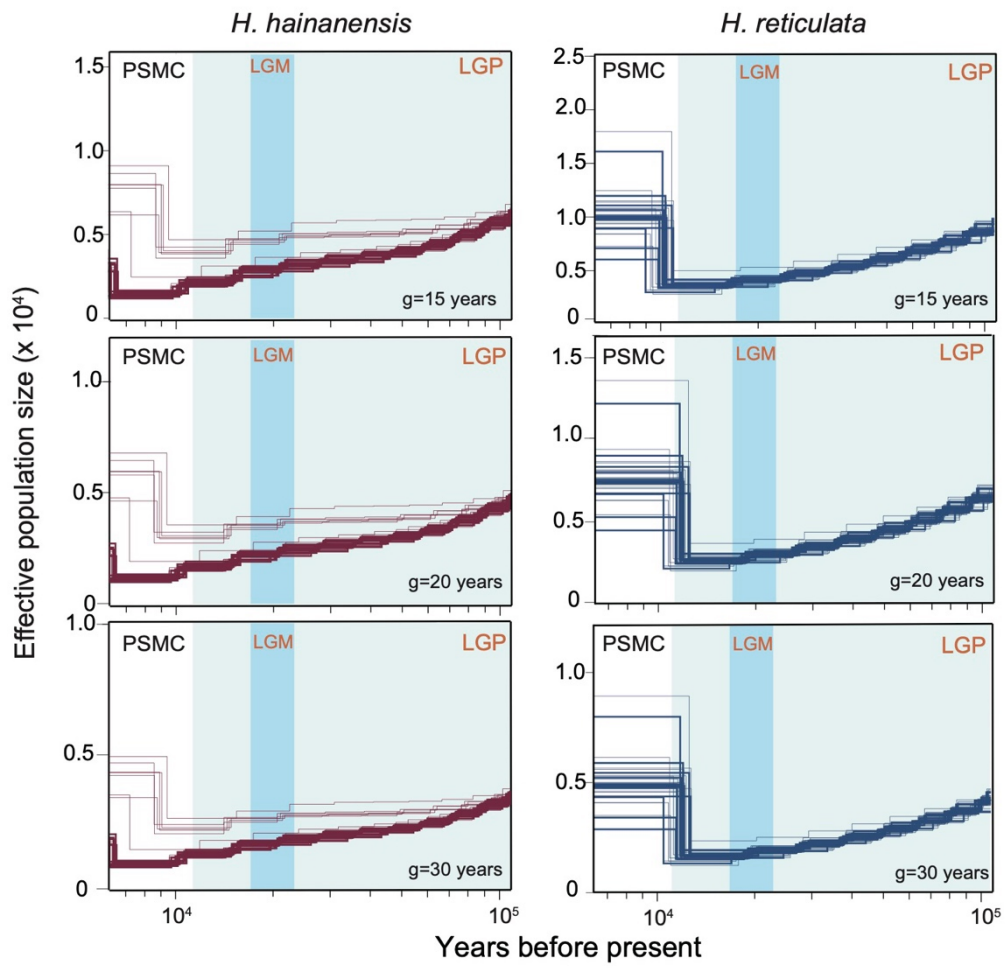 H. hainanensis
H. reticulata
Effective population size (x 10⁴)
PSMC
LGM
LGP
1.5
1.0
0.5
0
g=15 years
PSMC
LGM
LGP
2.5
2.0
1.5
1.0
0.5
0
g=15 years
PSMC
LGM
LGP
1.0
0.5
0
g=20 years
PSMC
LGM
LGP
1.5
1.0
0.5
0
g=20 years
PSMC
LGM
LGP
1.0
0.5
0
g=30 years
10⁴
10⁵
PSMC
LGM
LGP
1.0
0.5
0
g=30 years
10⁴
10⁵
Years before present